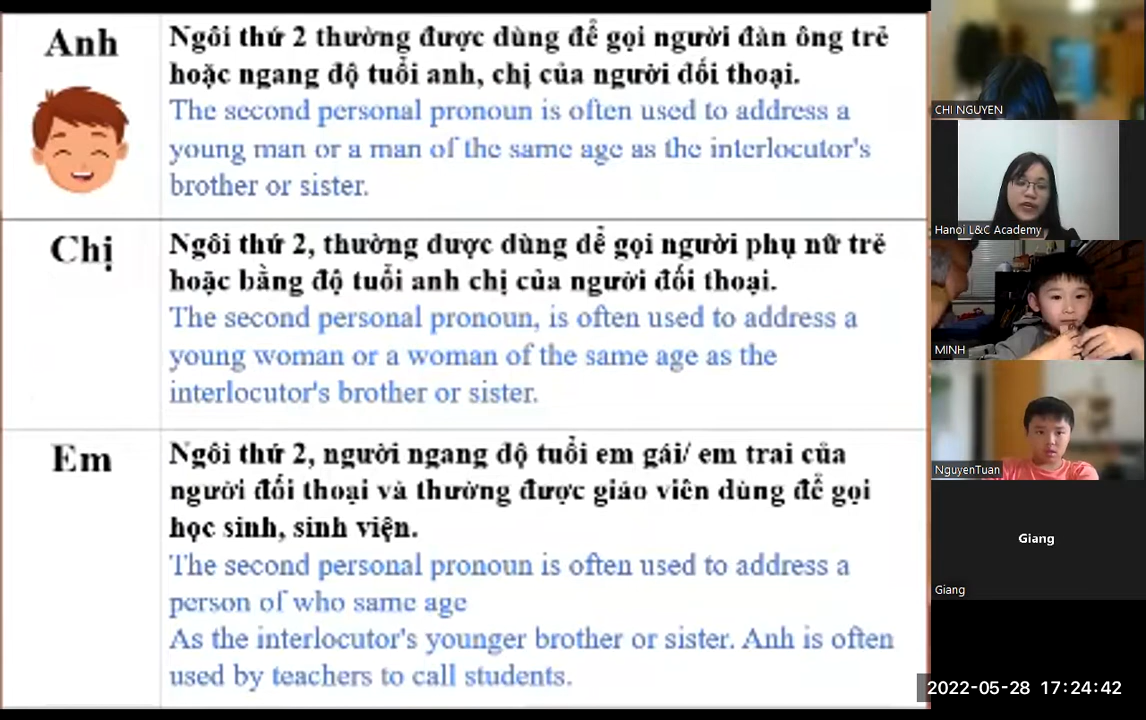 Anh
Ngôi thứ 2 thường được dùng để gọi người đàn ông trẻ
hoặc ngang độ tuổi anh, chị của người đối thoại.
The second personal pronoun is often used to address a
young man or a man of the same age as the interlocutor's
brother or sister.
Chị
Ngôi thứ 2, thường được dùng để gọi người phụ nữ trẻ
hoặc bằng độ tuổi anh chị của người đối thoại.
The second personal pronoun, is often used to address a
young woman or a woman of the same age as the
interlocutor's brother or sister.
Em
Ngôi thứ 2, người ngang độ tuổi em gái/ em trai của
người đối thoại và thường được giáo viên dùng để gọi
học sinh, sinh viện.
The second personal pronoun is often used to address a
person of who same age
As the interlocutor's younger brother or sister. Anh is often
used by teachers to call students.
CHI NGUYEN
Hanoi L&C Academy
MINH
NguyenTuan
Giang
Giang
2022-05-28 17:24:42